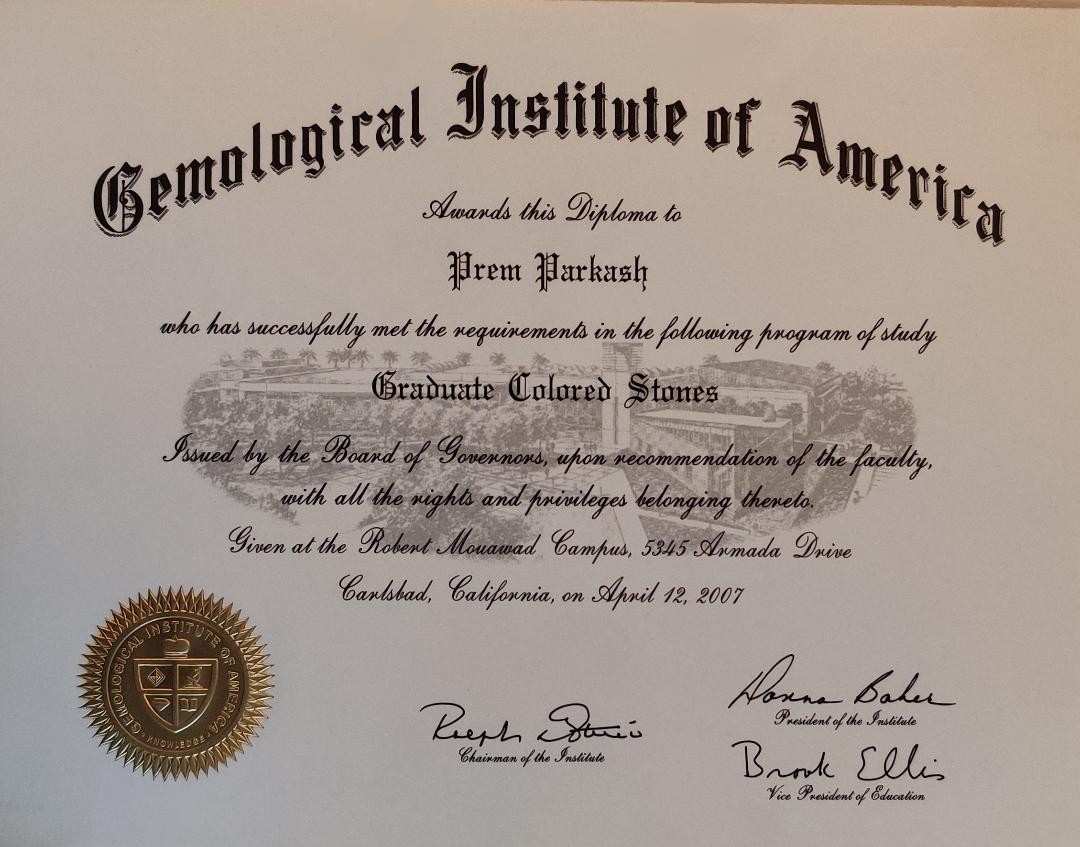 Gemological Institute of America
Awards this Diploma to
Prem Parkash
who has successfully met the requirements in the following program of study
Graduate Colored Stones
Issued by the Board of Governors, upon recommendation of the faculty,
with all the rights and privileges belonging thereto.
Given at the Robert Mouawad Campus, 5345 Armada Drive
Carlsbad, California, on April 12, 2007
GEMOLOGICAL INSTITUTE OF AMERICA
KNOWLEDGE
Ralph
Chairman of the Institute
Donna Baker
President of the Institute
Brook Ellis
Vice President of Education